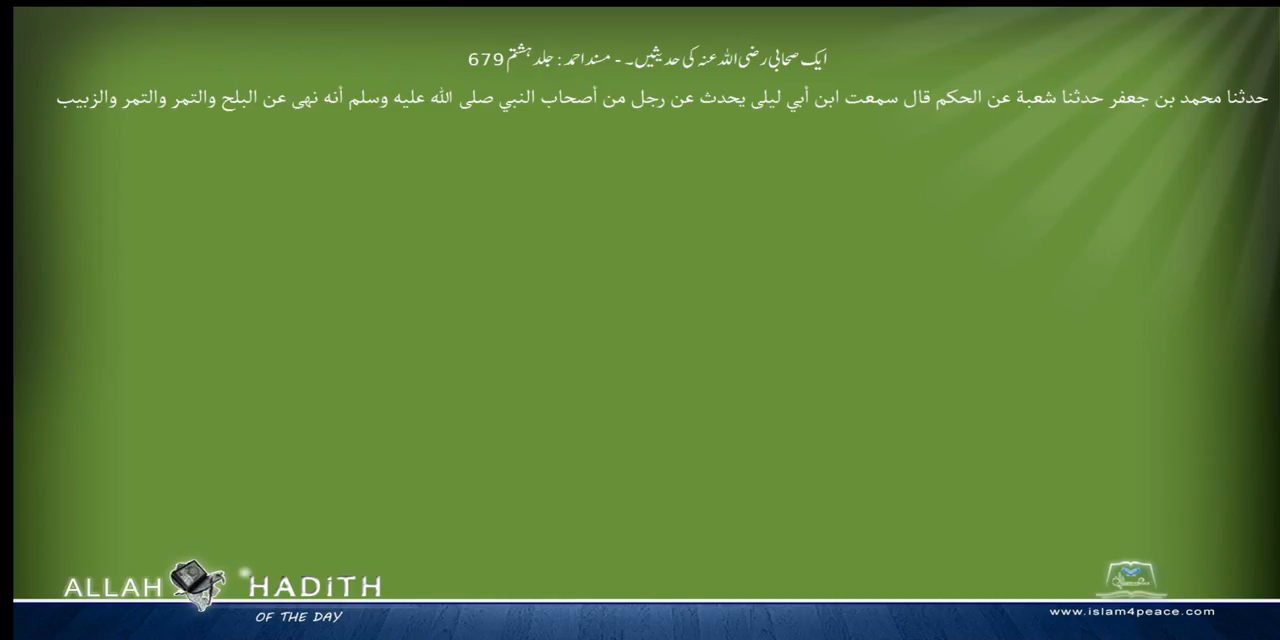 ایک صحابی رضی اللہ عنہ کی حدیثیں۔ - مسند احمد : جلد ہشتم 679
حدثنا محمد بن جعفر حدثنا شعبة عن الحكم قال سمعت ابن أبي ليلى يحدث عن رجل من أصحاب النبي صلى الله عليه وسلم أنه نهى عن البلح والتمر والتمر والزبيب
ALLAH HADITH
OF THE DAY
www.islam4peace.com